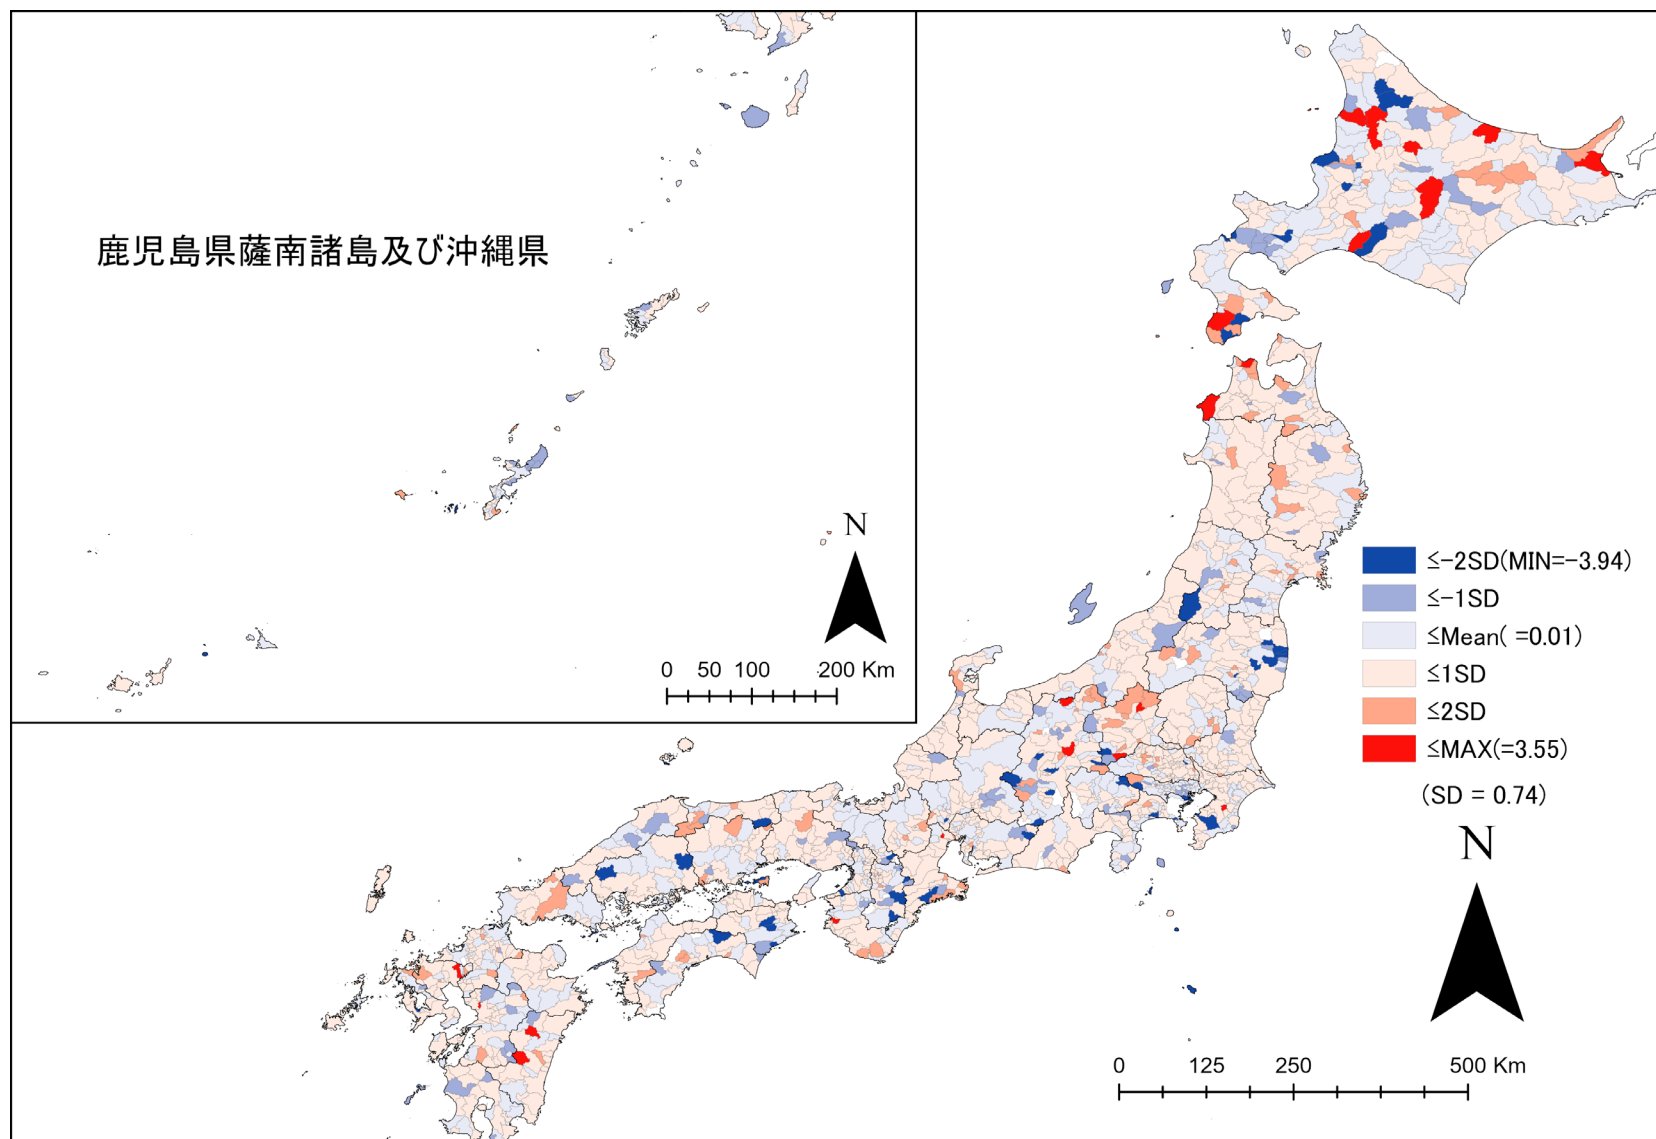 鹿児島県薩南諸島及び沖縄県
N
0 50 100 200 Km
≤-2SD(MIN=-3.94)
≤-1SD
≤Mean( =0.01)
≤1SD
≤2SD
≤MAX(=3.55)
(SD = 0.74)
N
0 125 250 500 Km